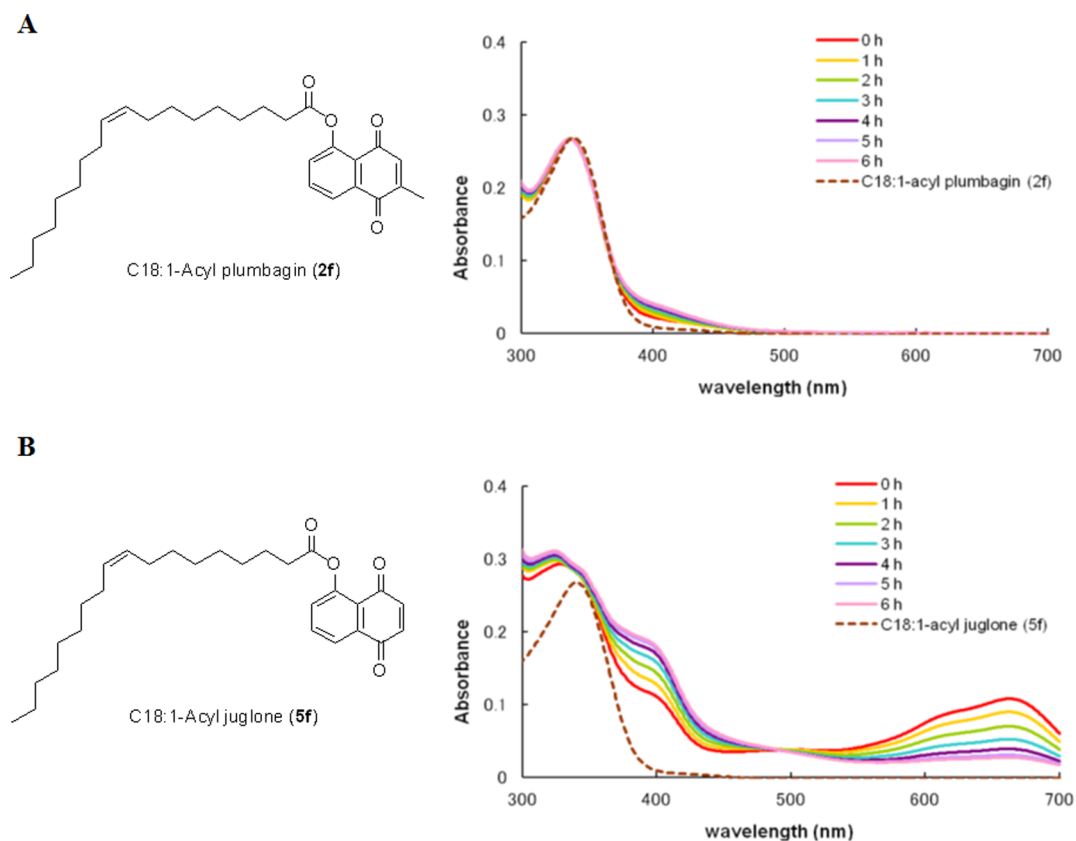 A
O
O
O
O
C18:1-Acyl plumbagin (2f)
0.4
0.3
0.2
0.1
0
Absorbance
300
400
500
600
700
wavelength (nm)
0 h
1 h
2 h
3 h
4 h
5 h
6 h
C18:1-acyl plumbagin (2f)
B
O
O
O
O
C18:1-Acyl juglone (5f)
0.4
0.3
0.2
0.1
0
Absorbance
300
400
500
600
700
wavelength (nm)
0 h
1 h
2 h
3 h
4 h
5 h
6 h
C18:1-acyl juglone (5f)